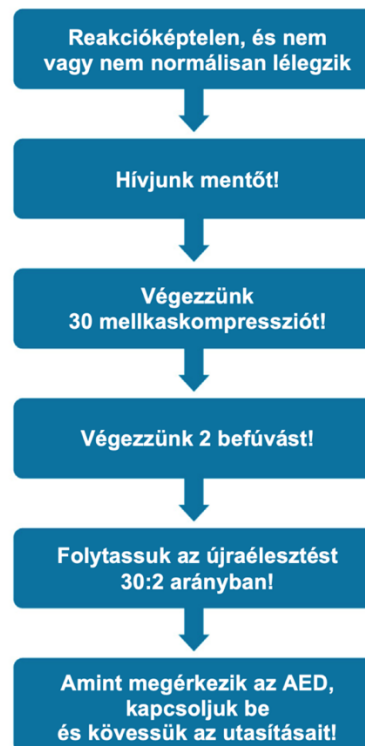 Reakcióképtelen, és nem
vagy nem normálisan lélegzik
Hívjunk mentőt!
Végezzünk
30 mellkaskompressziót!
Végezzünk 2 befúvást!
Folytassuk az újraélesztést
30:2 arányban!
Amint megérkezik az AED,
kapcsoljuk be
és kövessük az utasításait!